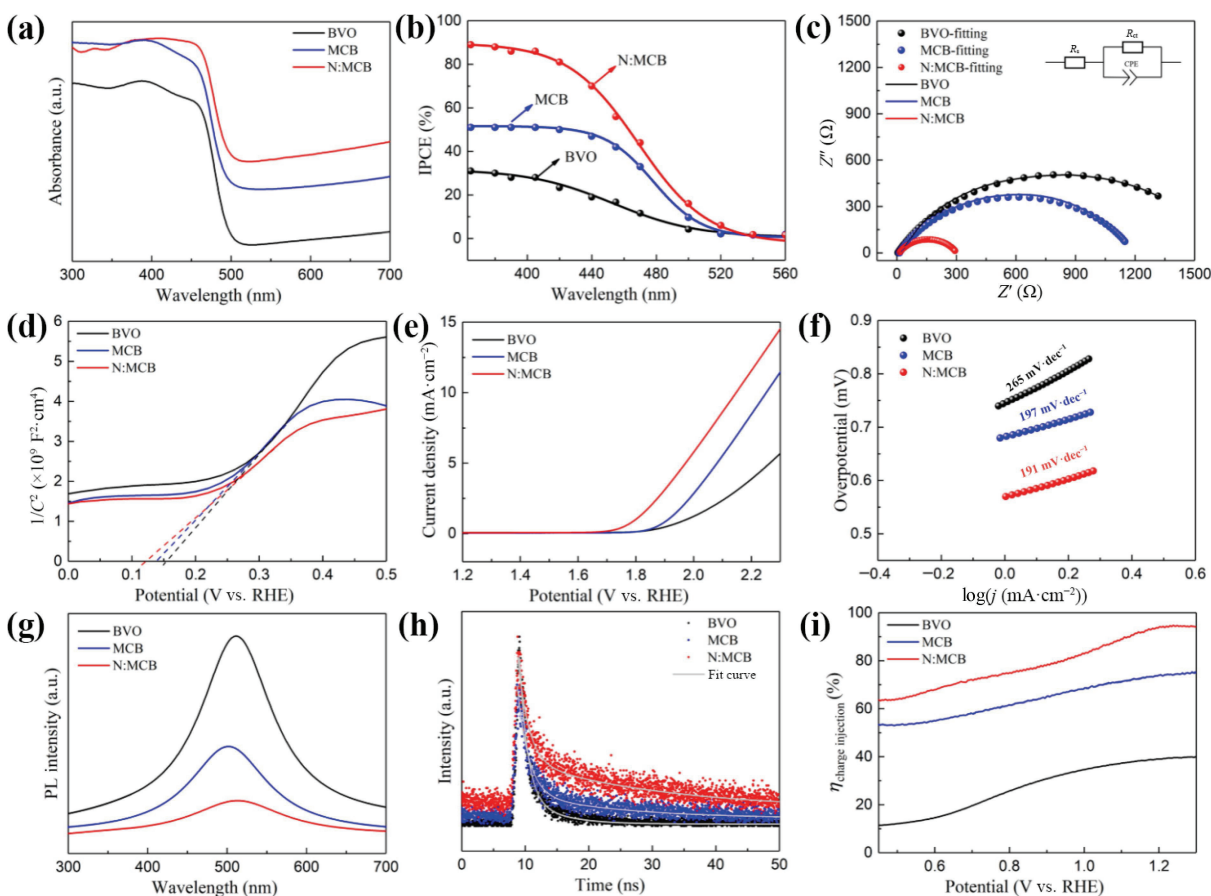 (a)
BVO
MCB
N:MCB
Absorbance (a.u.)
300 400 500 600 700
Wavelength (nm)
(b)
N:MCB
MCB
BVO
IPCE (%)
100
80
60
40
20
0
400 440 480 520 560
Wavelength (nm)
(c)
BVO-fitting
MCB-fitting
N:MCB-fitting
BVO
MCB
N:MCB
Rs
Rct
CPE
Z″ (Ω)
1500
1200
900
600
300
0
0 300 600 900 1200 1500
Z′ (Ω)
(d)
BVO
MCB
N:MCB
1/C² (×10⁹ F²·cm⁴)
6
5
4
3
2
1
0
0.0 0.1 0.2 0.3 0.4 0.5
Potential (V vs. RHE)
(e)
BVO
MCB
N:MCB
Current density (mA·cm⁻²)
15
10
5
0
1.2 1.4 1.6 1.8 2.0 2.2
Potential (V vs. RHE)
(f)
BVO
MCB
N:MCB
265 mV·dec⁻¹
197 mV·dec⁻¹
191 mV·dec⁻¹
Overpotential (mV)
0.9
0.8
0.7
0.6
0.5
−0.4 −0.2 0.0 0.2 0.4 0.6
log(j (mA·cm⁻²))
(g)
BVO
MCB
N:MCB
PL intensity (a.u.)
300 400 500 600 700
Wavelength (nm)
(h)
BVO
MCB
N:MCB
Fit curve
Intensity (a.u.)
0 10 20 30 40 50
Time (ns)
(i)
BVO
MCB
N:MCB
η charge injection (%)
100
80
60
40
20
0
0.6 0.8 1.0 1.2
Potential (V vs. RHE)